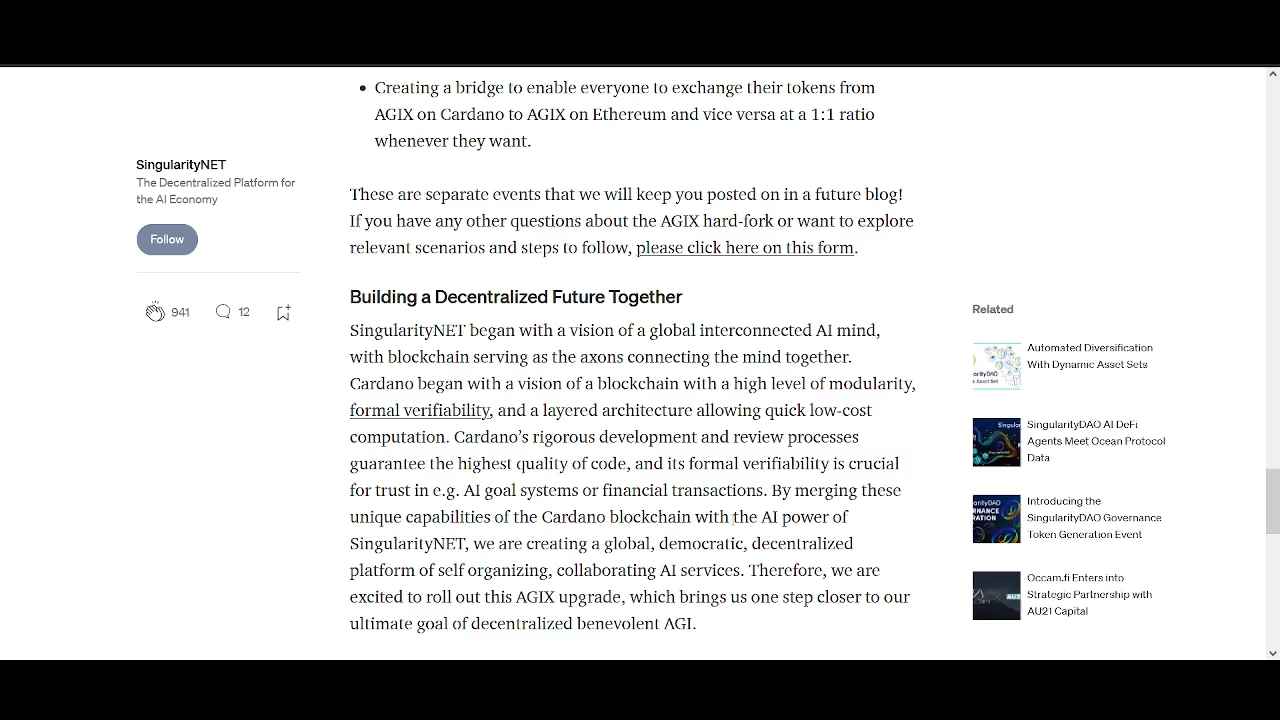 Creating a bridge to enable everyone to exchange their tokens from
AGIX on Cardano to AGIX on Ethereum and vice versa at a 1:1 ratio
whenever they want.
SingularityNET
The Decentralized Platform for
the AI Economy
Follow
941
12
These are separate events that we will keep you posted on in a future blog!
If you have any other questions about the AGIX hard-fork or want to explore
relevant scenarios and steps to follow, please click here on this form.
Building a Decentralized Future Together
SingularityNET began with a vision of a global interconnected AI mind,
with blockchain serving as the axons connecting the mind together.
Cardano began with a vision of a blockchain with a high level of modularity,
formal verifiability, and a layered architecture allowing quick low-cost
computation. Cardano’s rigorous development and review processes
guarantee the highest quality of code, and its formal verifiability is crucial
for trust in e.g. AI goal systems or financial transactions. By merging these
unique capabilities of the Cardano blockchain with the AI power of
SingularityNET, we are creating a global, democratic, decentralized
platform of self organizing, collaborating AI services. Therefore, we are
excited to roll out this AGIX upgrade, which brings us one step closer to our
ultimate goal of decentralized benevolent AGI.
Related
Automated Diversification
With Dynamic Asset Sets
SingularityDAO AI DeFi
Agents Meet Ocean Protocol
Data
Introducing the
SingularityDAO Governance
Token Generation Event
Occam.fi Enters into
Strategic Partnership with
AU21 Capital